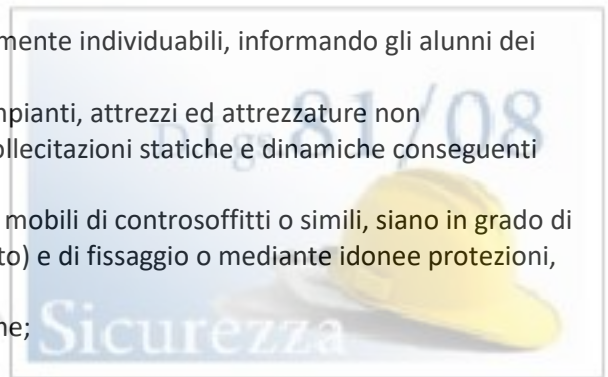 mente individuabili, informando gli alunni dei
mpianti, attrezzi ed attrezzature non
D.Lgs 81/08
ollecitazioni statiche e dinamiche conseguenti
mobili di controsoffitti o simili, siano in grado di
to) e di fissaggio o mediante idonee protezioni,
ne;
Sicurezza